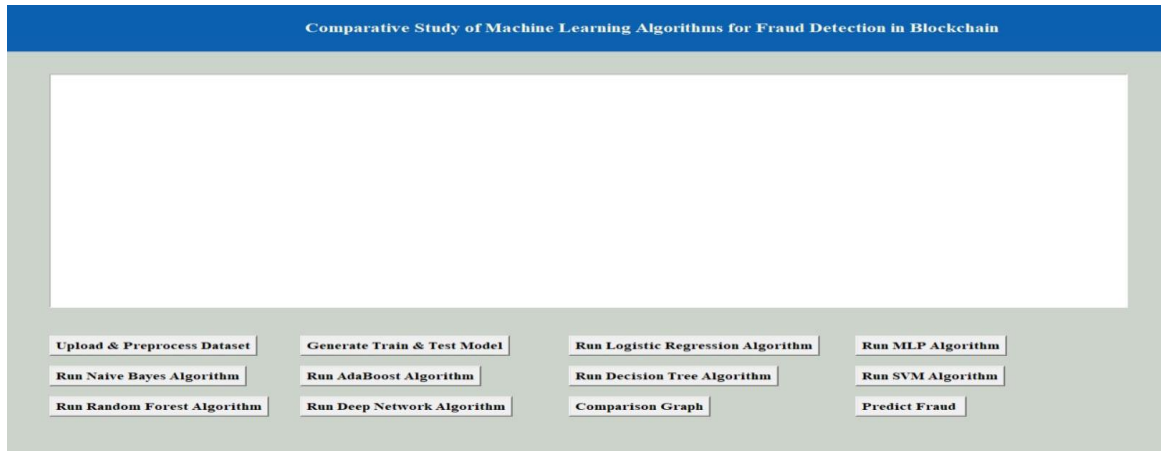 Comparative Study of Machine Learning Algorithms for Fraud Detection in Blockchain
Upload & Preprocess Dataset
Generate Train & Test Model
Run Logistic Regression Algorithm
Run MLP Algorithm
Run Naive Bayes Algorithm
Run AdaBoost Algorithm
Run Decision Tree Algorithm
Run SVM Algorithm
Run Random Forest Algorithm
Run Deep Network Algorithm
Comparison Graph
Predict Fraud